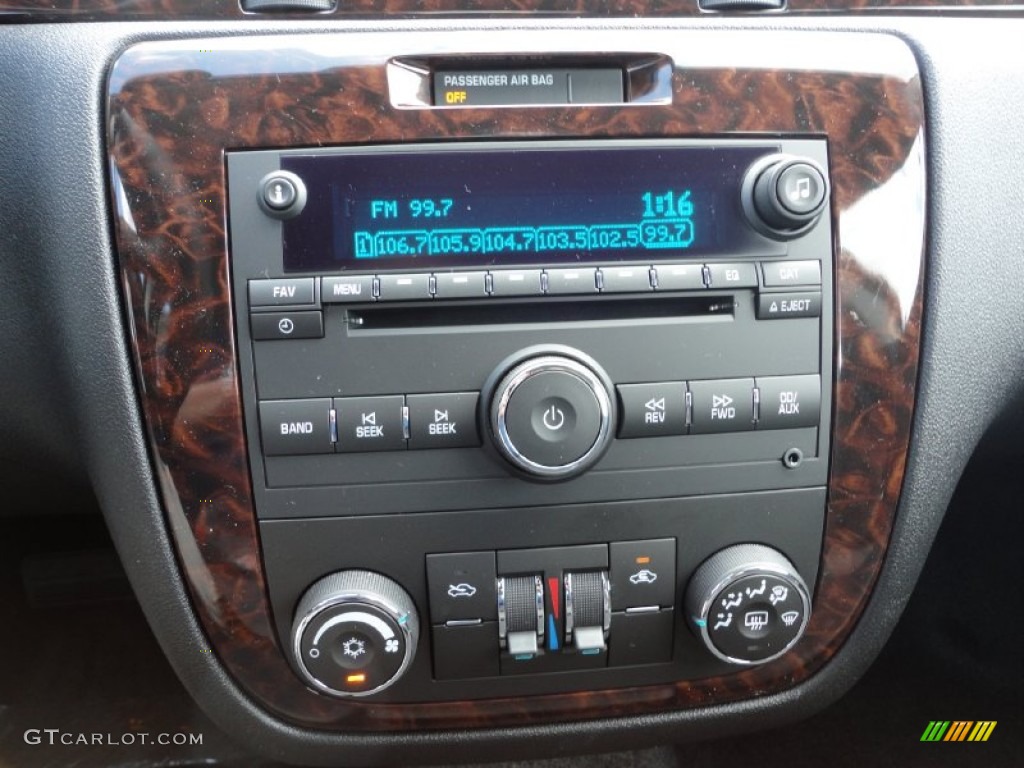 PASSENGER AIR BAG
OFF
FM 99.7
1:16
1 106.7 105.9 104.7 103.5 102.5 99.7
FAV
MENU
EQ
CAT
EJECT
BAND
SEEK
SEEK
REV
FWD
CD/
AUX
GTCARLOT.COM